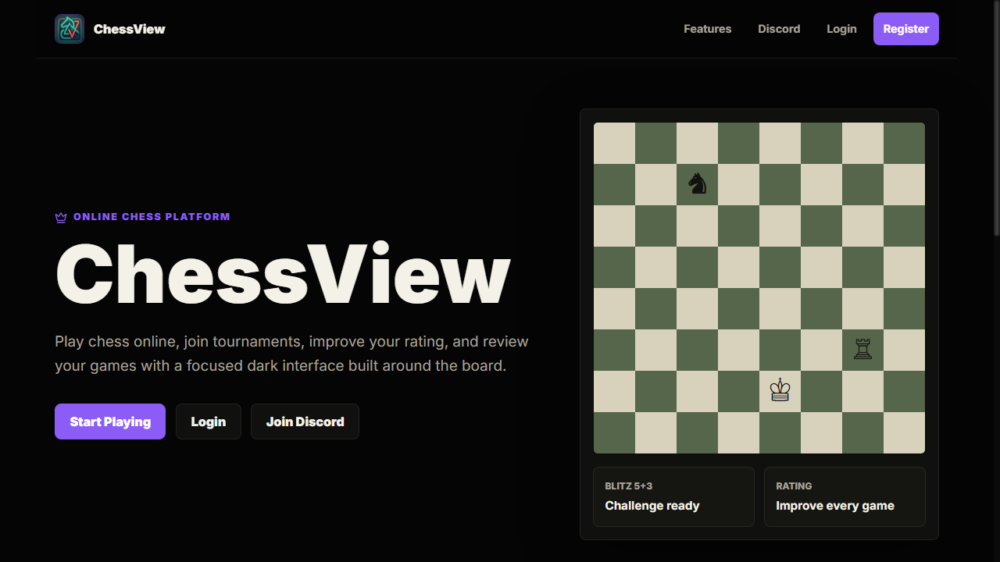 ChessView
Features
Discord
Login
Register
ONLINE CHESS PLATFORM
ChessView
Play chess online, join tournaments, improve your rating, and review
your games with a focused dark interface built around the board.
Start Playing
Login
Join Discord
BLITZ 5+3
Challenge ready
RATING
Improve every game